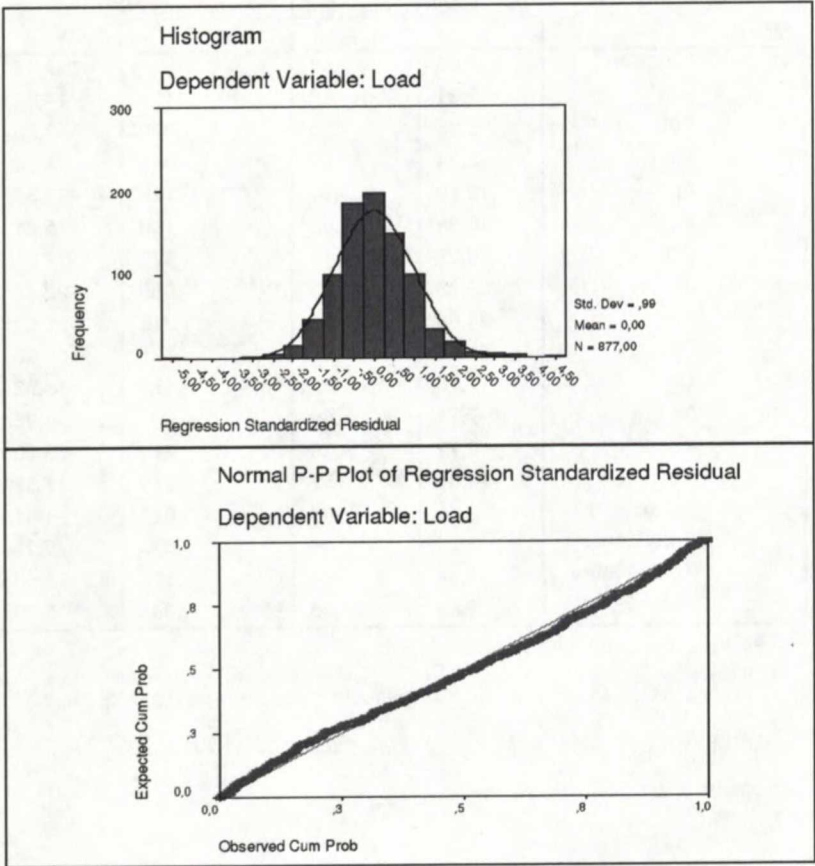 Histogram
Dependent Variable: Load
300
200
100
0
Frequency
-5,00 -4,50 -4,00 -3,50 -3,00 -2,50 -2,00 -1,50 -1,00 -,50 0,00 ,50 1,00 1,50 2,00 2,50 3,00 3,50 4,00 4,50
Std. Dev = ,99
Mean = 0,00
N = 877,00
Regression Standardized Residual
Normal P-P Plot of Regression Standardized Residual
Dependent Variable: Load
1,0
,8
,5
,3
0,0
Expected Cum Prob
0,0 ,3 ,5 ,8 1,0
Observed Cum Prob